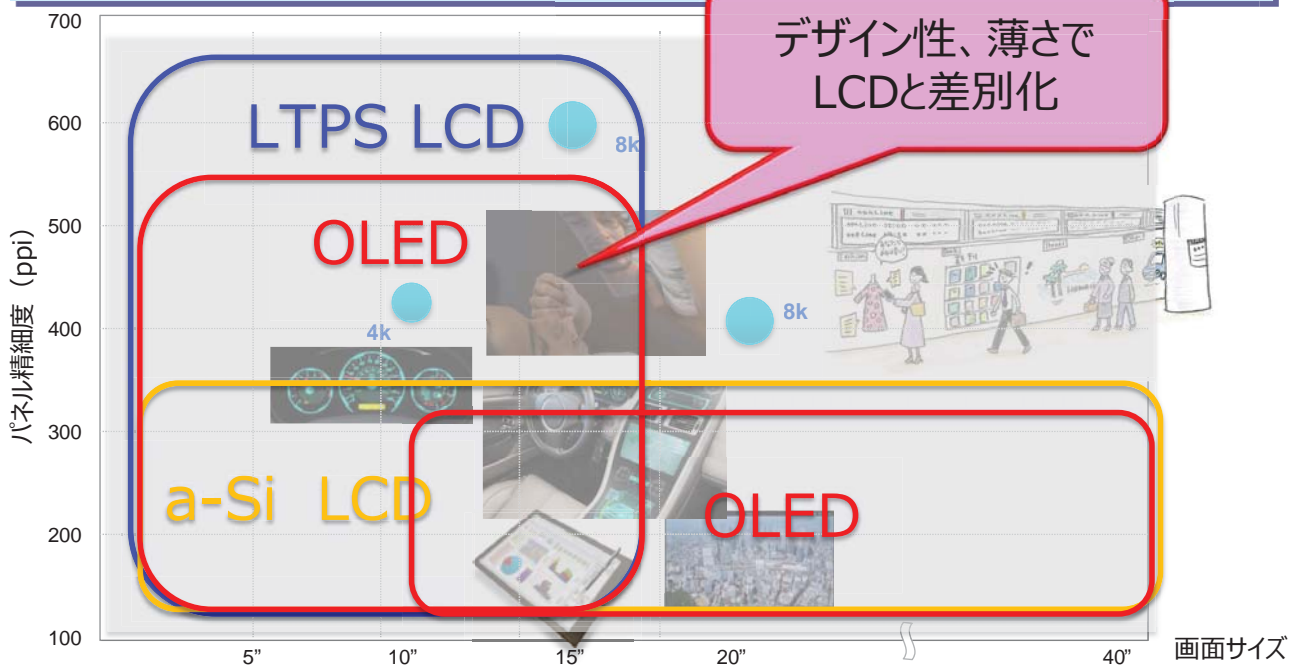 700
デザイン性、薄さで
LCDと差別化
600
LTPS LCD
8k
500
OLED
パネル精細度（ppi）
400
4k
8k
300
a-Si LCD
OLED
200
100
5”
10”
15”
20”
40”
画面サイズ